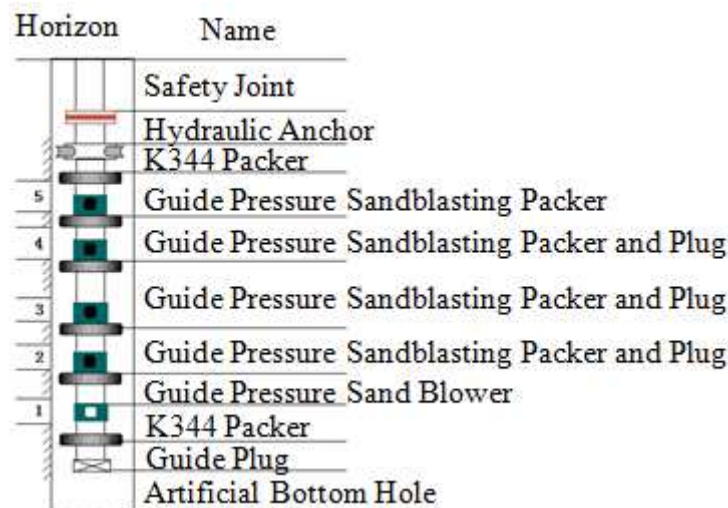 Horizon Name
Safety Joint
Hydraulic Anchor
K344 Packer
5 Guide Pressure Sandblasting Packer
4 Guide Pressure Sandblasting Packer and Plug
3 Guide Pressure Sandblasting Packer and Plug
2 Guide Pressure Sandblasting Packer and Plug
Guide Pressure Sand Blower
1
K344 Packer
Guide Plug
Artificial Bottom Hole